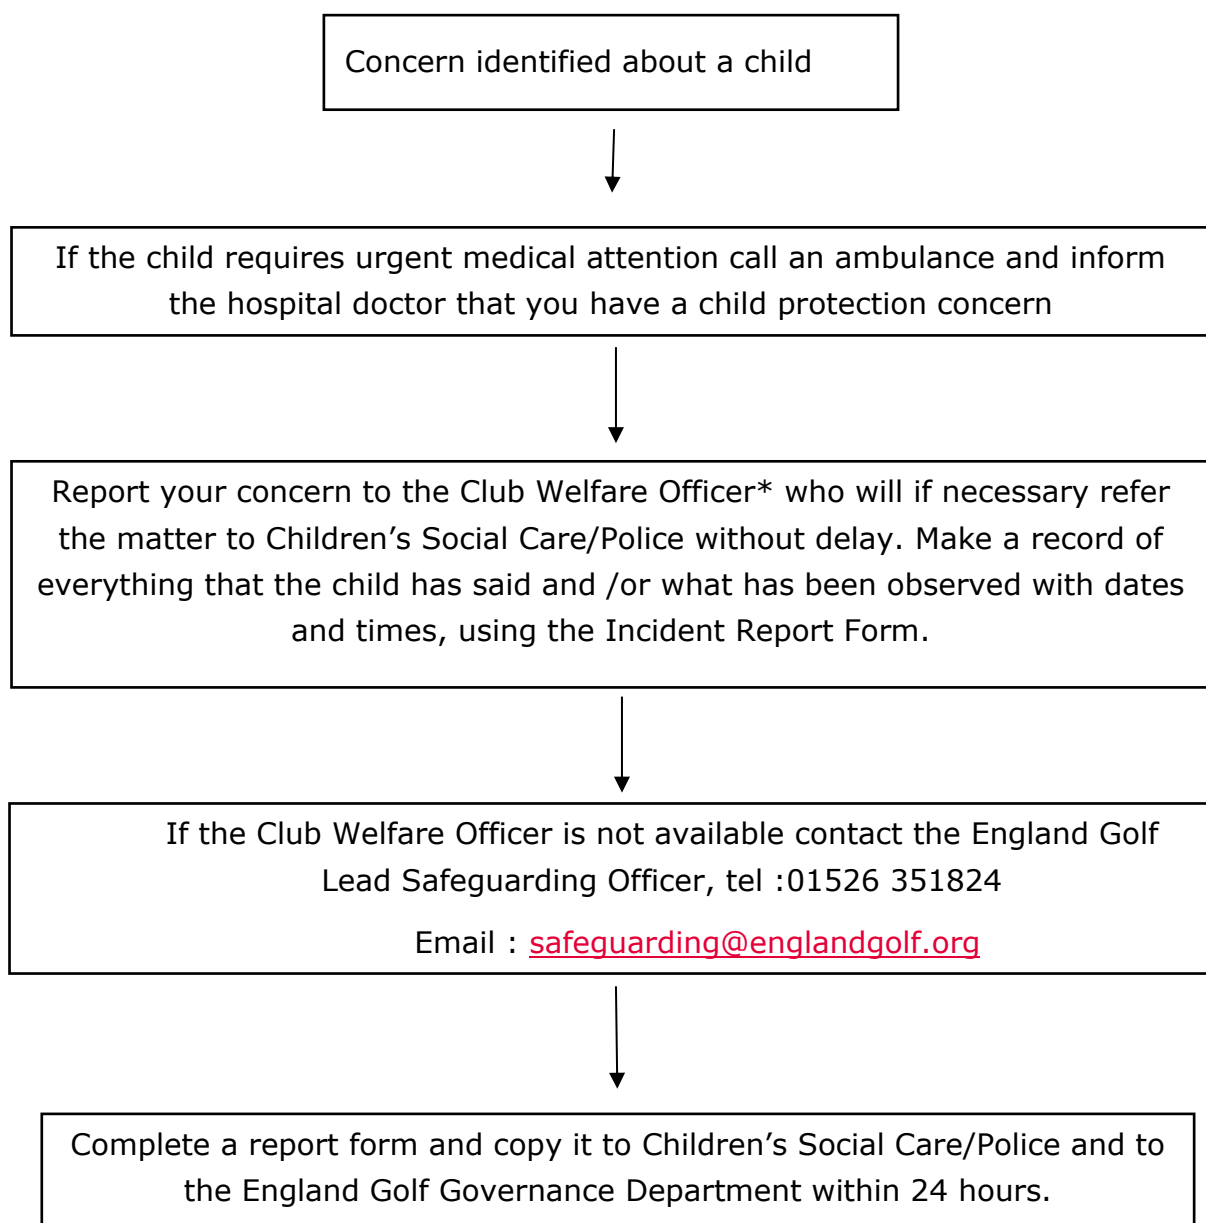 Concern identified about a child
If the child requires urgent medical attention call an ambulance and inform
the hospital doctor that you have a child protection concern
Report your concern to the Club Welfare Officer* who will if necessary refer
the matter to Children’s Social Care/Police without delay. Make a record of
everything that the child has said and /or what has been observed with dates
and times, using the Incident Report Form.
If the Club Welfare Officer is not available contact the England Golf
Lead Safeguarding Officer, tel :01526 351824
Email : safeguarding@englandgolf.org
Complete a report form and copy it to Children’s Social Care/Police and to
the England Golf Governance Department within 24 hours.